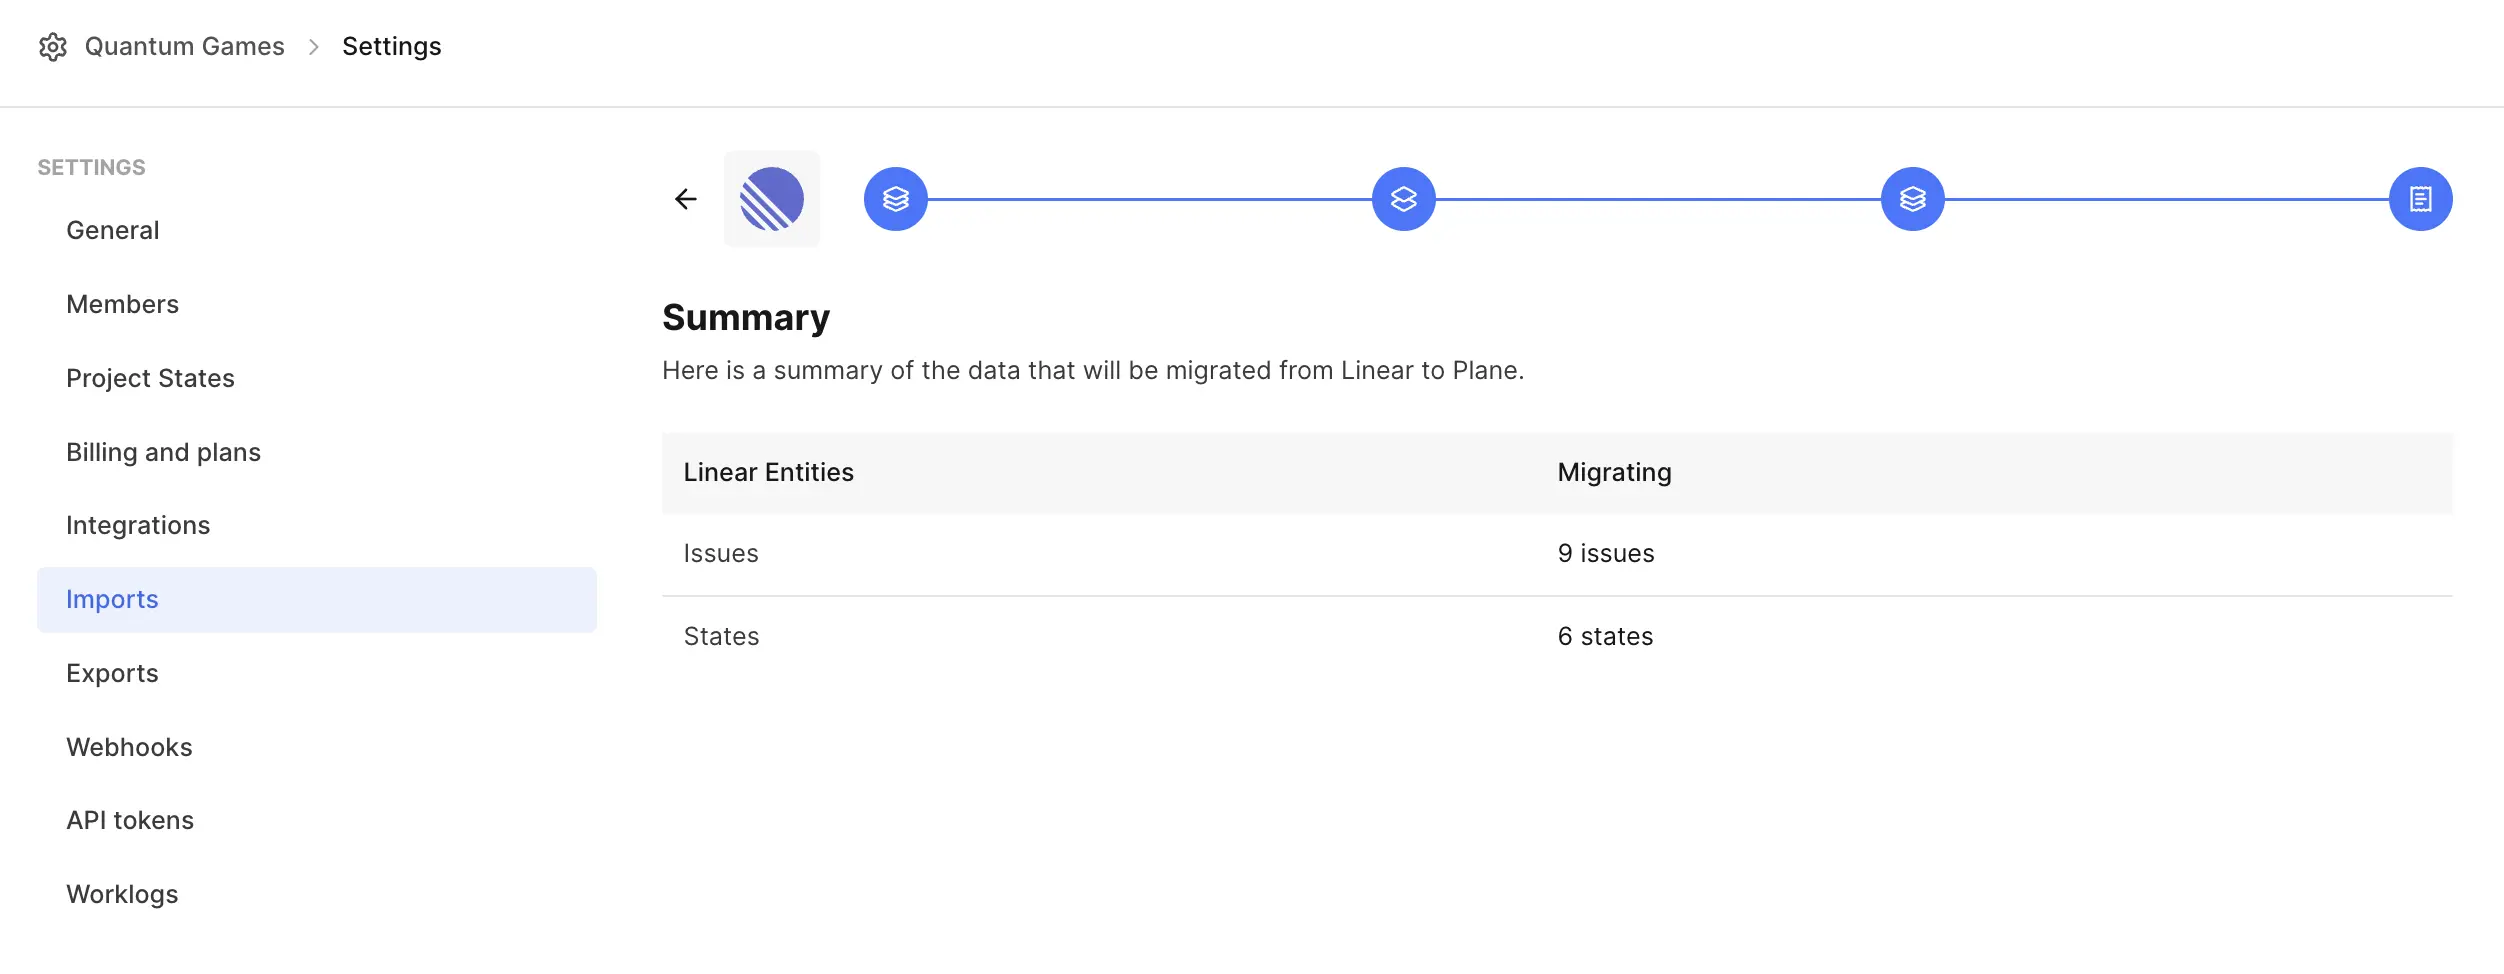 Quantum Games > Settings
SETTINGS
General
Members
Project States
Billing and plans
Integrations
Imports
Exports
Webhooks
API tokens
Worklogs
Summary
Here is a summary of the data that will be migrated from Linear to Plane.
Linear Entities Migrating
Issues 9 issues
States 6 states